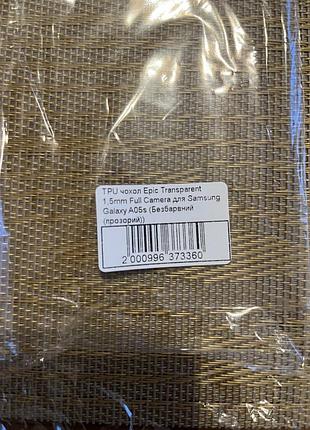 TPU чохол Epic Transparent
1,5mm Full Camera для Samsung
Galaxy A05s (Безбарвний
(прозорий))
2 000996 373360